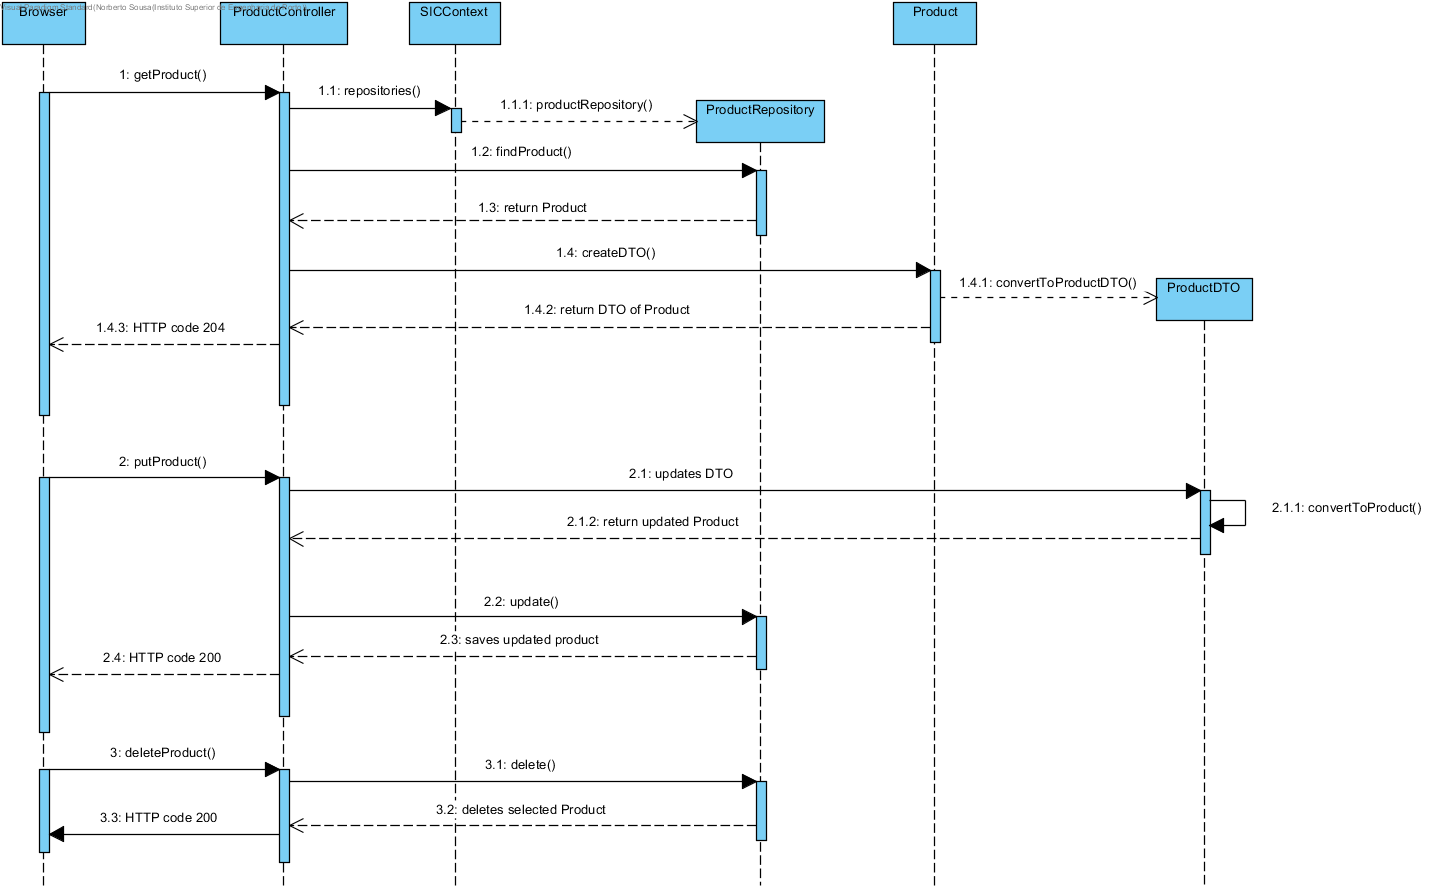 Visual Paradigm Standard(Norberto Sousa(Instituto Superior de Engenharia do Porto))
Browser
ProductController
SICContext
Product
1: getProduct()
1.1: repositories()
1.1.1: productRepository()
ProductRepository
1.2: findProduct()
1.3: return Product
1.4: createDTO()
1.4.1: convertToProductDTO()
ProductDTO
1.4.2: return DTO of Product
1.4.3: HTTP code 204
2: putProduct()
2.1: updates DTO
2.1.1: convertToProduct()
2.1.2: return updated Product
2.2: update()
2.3: saves updated product
2.4: HTTP code 200
3: deleteProduct()
3.1: delete()
3.2: deletes selected Product
3.3: HTTP code 200